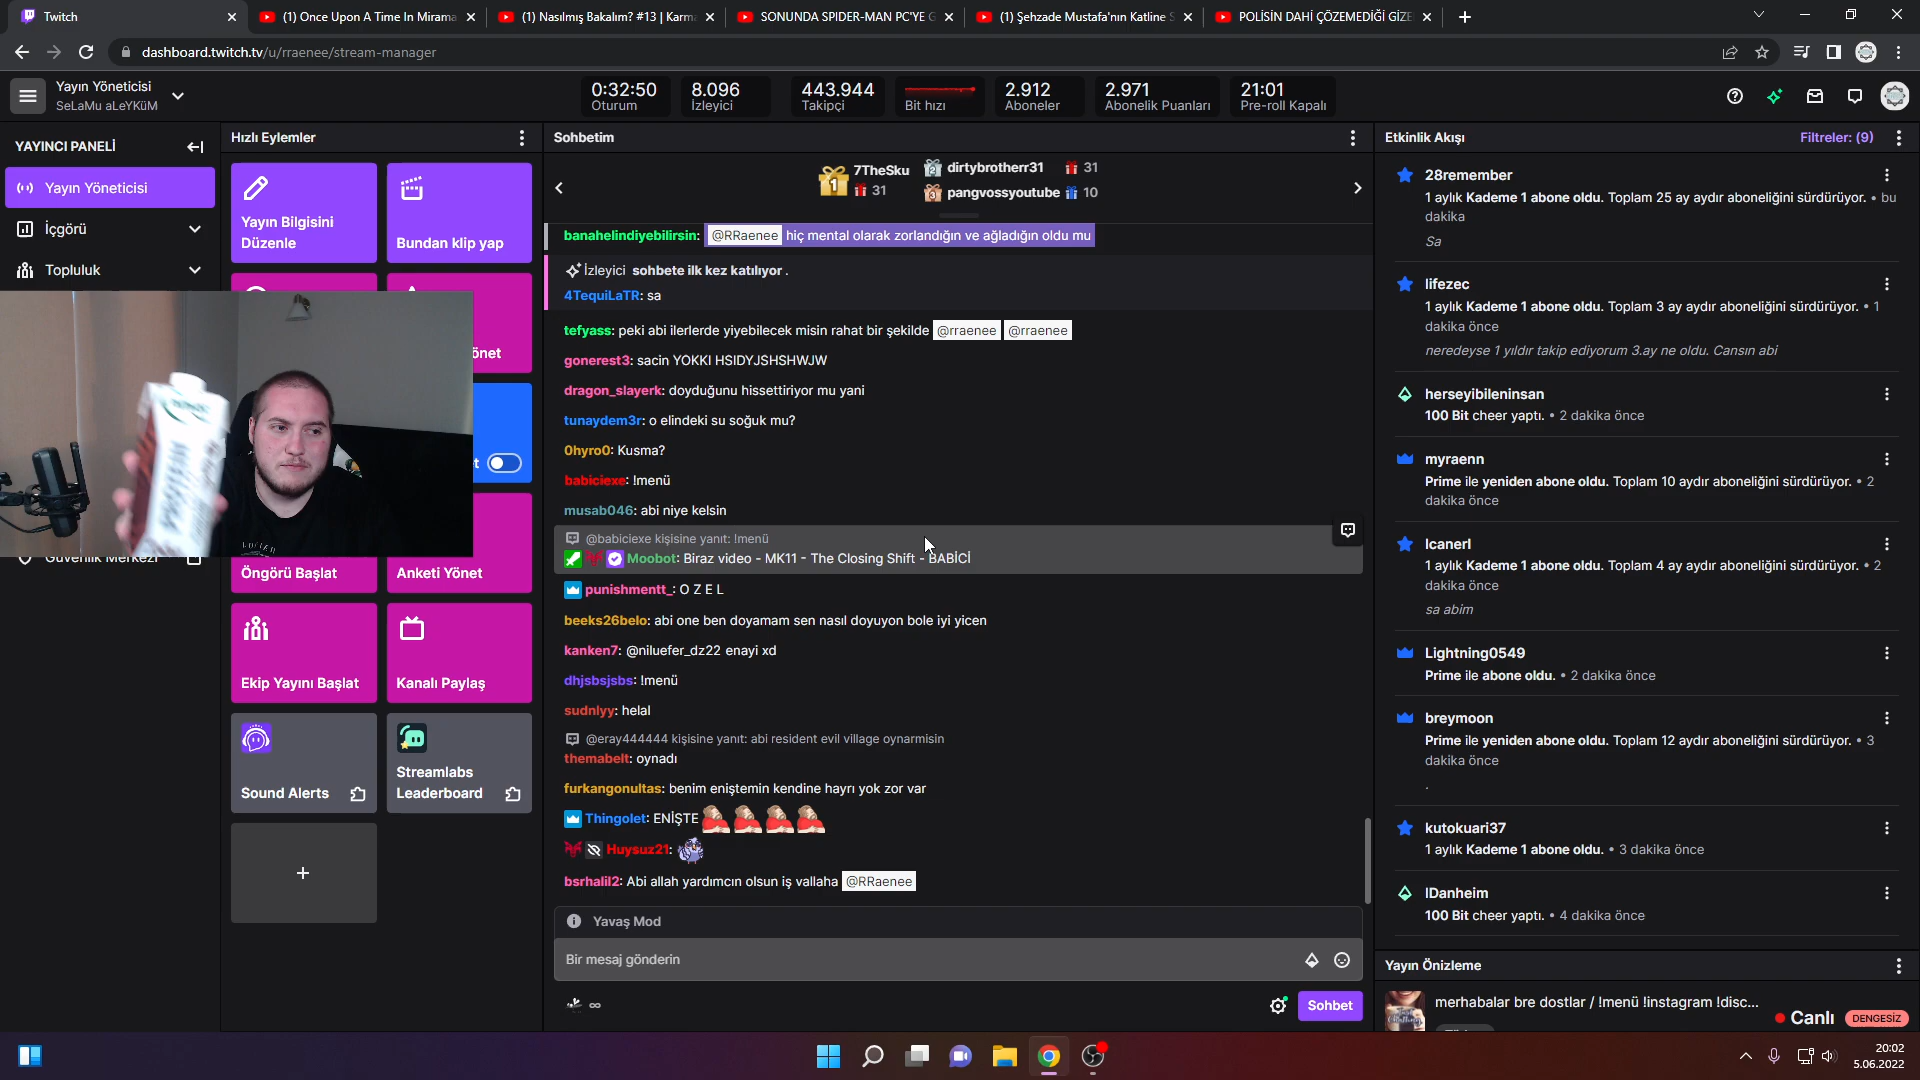 Twitch
(1) Once Upon A Time In Mirama
(1) Nasılmış Bakalım? #13 | Karma
SONUNDA SPIDER-MAN PC'YE G
(1) Şehzade Mustafa'nın Katline S
POLİSİN DAHİ ÇÖZEMEDİĞİ GİZE
dashboard.twitch.tv/u/rraenee/stream-manager
Yayın Yöneticisi
SeLaMu aLeYKüM
0:32:50
Oturum
8.096
İzleyici
443.944
Takipçi
Bit hızı
2.912
Aboneler
2.971
Abonelik Puanları
21:01
Pre-roll Kapalı
YAYINCI PANELİ
Yayın Yöneticisi
İçgörü
Topluluk
Güvenlik Merkezi
Hızlı Eylemler
Yayın Bilgisini
Düzenle
Bundan klip yap
önet
t
Öngörü Başlat
Anketi Yönet
Ekip Yayını Başlat
Kanalı Paylaş
Sound Alerts
Streamlabs
Leaderboard
+
Sohbetim
1
7TheSku
31
2
dirtybrotherr31
31
3
pangvossyoutube
10
banahelindiyebilirsin: @RRaenee hiç mental olarak zorlandığın ve ağladığın oldu mu
İzleyici sohbete ilk kez katılıyor .
4TequiLaTR: sa
tefyass: peki abi ilerlerde yiyebilecek misin rahat bir şekilde @rraenee @rraenee
gonerest3: sacin YOKKI HSIDYJSHSHWJW
dragon_slayerk: doyduğunu hissettiriyor mu yani
tunaydem3r: o elindeki su soğuk mu?
0hyro0: Kusma?
babiciexe: !menü
musab046: abi niye kelsin
@babiciexe kişisine yanıt: !menü
Moobot: Biraz video - MK11 - The Closing Shift - BABİCİ
punishmentt_: O Z E L
beeks26belo: abi one ben doyamam sen nasıl doyuyon bole iyi yicen
kanken7: @niluefer_dz22 enayi xd
dhjsbsjsbs: !menü
sudnlyy: helal
@eray444444 kişisine yanıt: abi resident evil village oynarmisin
themabelt: oynadı
furkangonultas: benim eniştemin kendine hayrı yok zor var
Thingolet: ENİŞTE
Huysuz21:
bsrhalil2: Abi allah yardımcın olsun iş vallaha @RRaenee
Yavaş Mod
Bir mesaj gönderin
∞
Sohbet
Etkinlik Akışı
Filtreler: (9)
28remember
1 aylık Kademe 1 abone oldu. Toplam 25 ay aydır aboneliğini sürdürüyor. • bu
dakika
Sa
lifezec
1 aylık Kademe 1 abone oldu. Toplam 3 ay aydır aboneliğini sürdürüyor. • 1
dakika önce
neredeyse 1 yıldır takip ediyorum 3.ay ne oldu. Cansın abi
herseyibileninsan
100 Bit cheer yaptı. • 2 dakika önce
myraenn
Prime ile yeniden abone oldu. Toplam 10 aydır aboneliğini sürdürüyor. • 2
dakika önce
lcanerl
1 aylık Kademe 1 abone oldu. Toplam 4 ay aydır aboneliğini sürdürüyor. • 2
dakika önce
sa abim
Lightning0549
Prime ile abone oldu. • 2 dakika önce
breymoon
Prime ile yeniden abone oldu. Toplam 12 aydır aboneliğini sürdürüyor. • 3
dakika önce
.
kutokuari37
1 aylık Kademe 1 abone oldu. • 3 dakika önce
lDanheim
100 Bit cheer yaptı. • 4 dakika önce
Yayın Önizleme
merhabalar bre dostlar / !menü !instagram !disc...
Canlı
DENGESİZ
20:02
5.06.2022